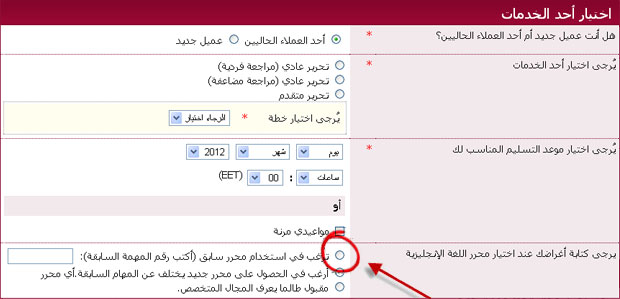 اختيار أحد الخدمات
هل أنت عميل جديد أم أحد العملاء الحاليين؟ * أحد العملاء الحاليين عميل جديد
يُرجى اختيار أحد الخدمات * تحرير عادي (مراجعة فردية)
تحرير عادي (مراجعة مضاعفة)
تحرير متقدم
يُرجى اختيار خطة * الرجاء اختيار
يُرجى اختيار موعد التسليم المناسب لك * يوم شهر 2012
ساعات : 00 (EET)
أو
مواعيدي مرنة
يرجى كتابة أغراضك عند اختيار محرر اللغة الإنجليزية نرغب في استخدام محرر سابق (أكتب رقم المهمة السابقة):
أرغب في الحصول على محرر جديد يختلف عن المهام السابقة.أي محرر
مقبول طالما يعرف المجال المتخصص.